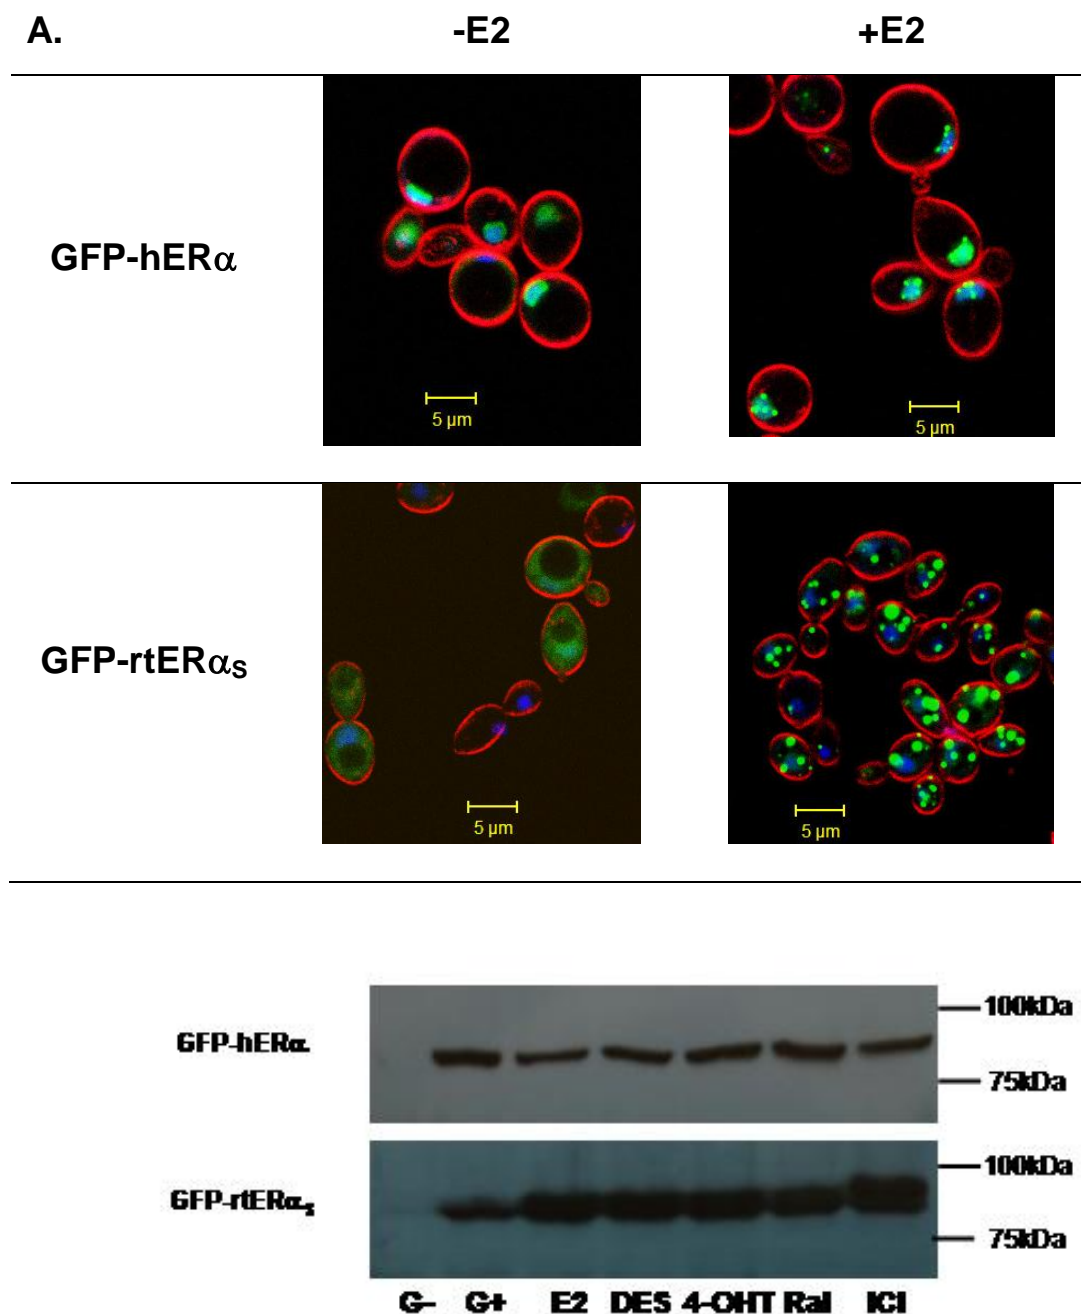 A. -E2 +E2
GFP-hERα
5 µm
5 µm
GFP-rtERαS
5 µm
5 µm
GFP-hERα
100kDa
75kDa
GFP-rtERαs
100kDa
75kDa
G- G+ E2 DES 4-OHT Ral ICI